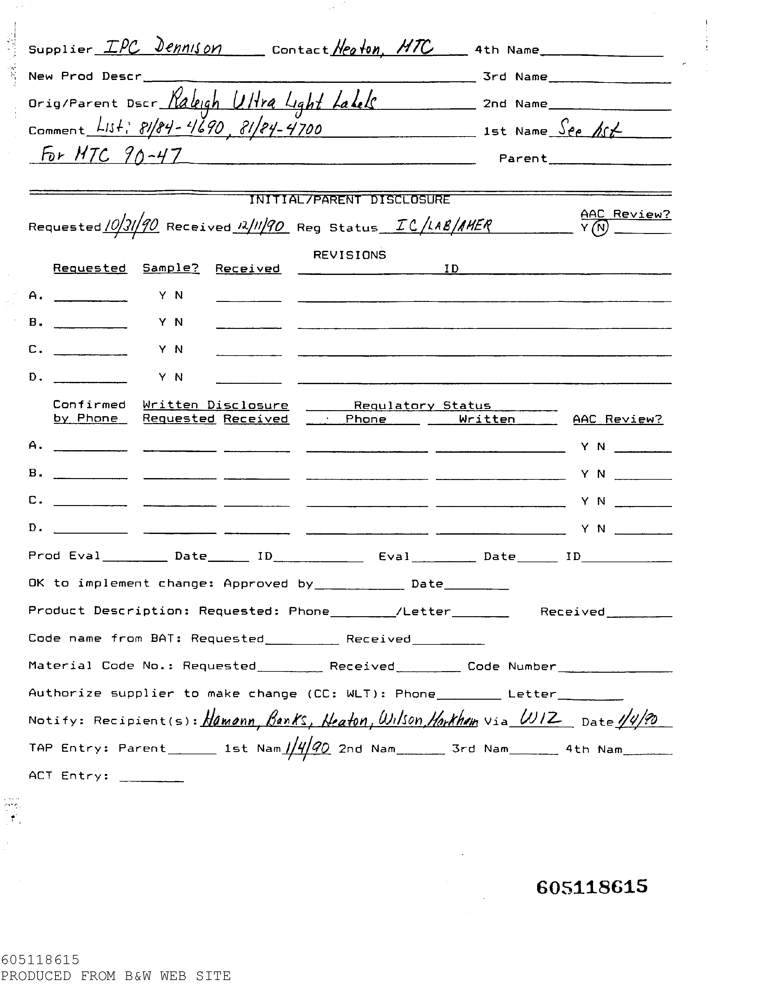 Supplier IPC Dennison Contact Heaton, MTC 4th Name
New Prod Descr 3rd Name
Orig/Parent Dscr Raleigh Ultra Light Labels 2nd Name
Comment List: 81/84-4690, 81/84-4700 1st Name See list
For MTC 90-47 Parent
INITIAL/PARENT DISCLOSURE
AAC Review?
Requested 10/31/90 Received 12/11/90 Reg Status IC/LAB/AMER Y N
REVISIONS
Requested Sample? Received ID
A. Y N
B. Y N
C. Y N
D. Y N
Confirmed Written Disclosure Regulatory Status
by Phone Requested Received Phone Written AAC Review?
A. Y N
B. Y N
C. Y N
D. Y N
Prod Eval Date ID Eval Date ID
OK to implement change: Approved by Date
Product Description: Requested: Phone /Letter Received
Code name from BAT: Requested Received
Material Code No.: Requested Received Code Number
Authorize supplier to make change (CC: WLT): Phone Letter
Notify: Recipient(s): Hamann, Banks, Heaton, Wilson, Markham Via WIZ Date 1/4/90
TAP Entry: Parent 1st Nam 1/4/90 2nd Nam 3rd Nam 4th Nam
ACT Entry:
605118615
605118615
PRODUCED FROM B&W WEB SITE